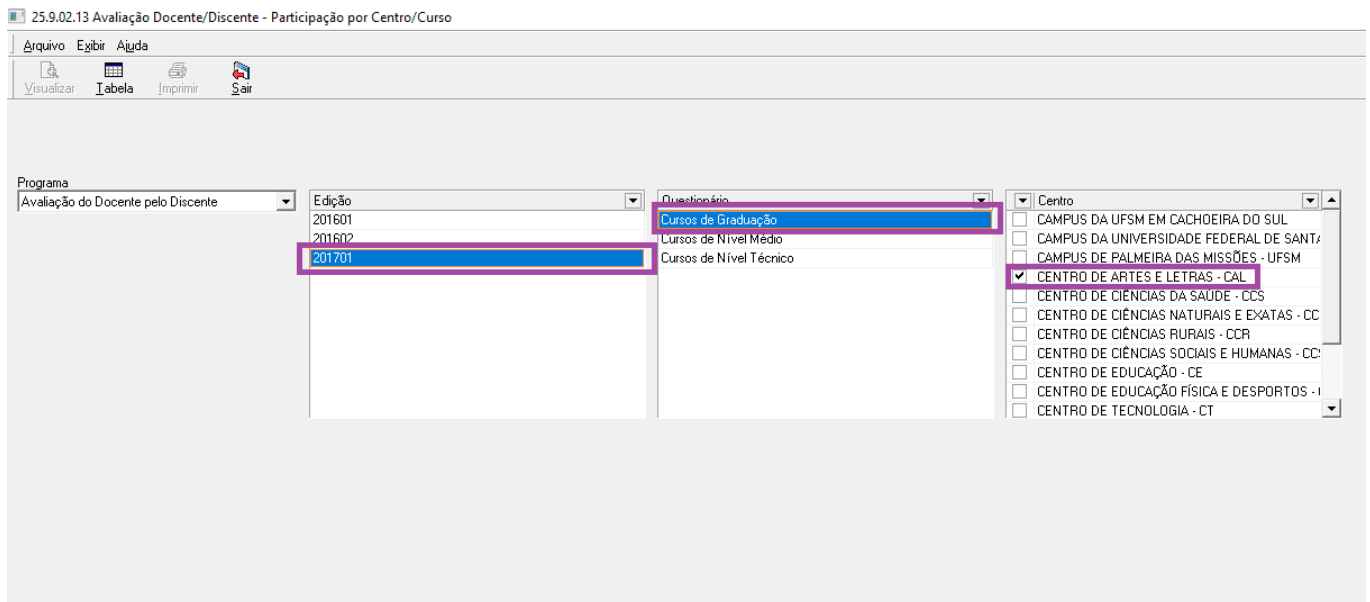 25.9.02.13 Avaliação Docente/Discente - Participação por Centro/Curso
Arquivo Exibir Ajuda
Visualizar Tabela Imprimir Sair
Programa
Avaliação do Docente pelo Discente
Edição
201601
201602
201701
Questionário
Cursos de Graduação
Cursos de Nível Médio
Cursos de Nível Técnico
Centro
CAMPUS DA UFSM EM CACHOEIRA DO SUL
CAMPUS DA UNIVERSIDADE FEDERAL DE SANTA
CAMPUS DE PALMEIRA DAS MISSÕES - UFSM
CENTRO DE ARTES E LETRAS - CAL
CENTRO DE CIÊNCIAS DA SAÚDE - CCS
CENTRO DE CIÊNCIAS NATURAIS E EXATAS - CC
CENTRO DE CIÊNCIAS RURAIS - CCR
CENTRO DE CIÊNCIAS SOCIAIS E HUMANAS - CCS
CENTRO DE EDUCAÇÃO - CE
CENTRO DE EDUCAÇÃO FÍSICA E DESPORTOS -
CENTRO DE TECNOLOGIA - CT